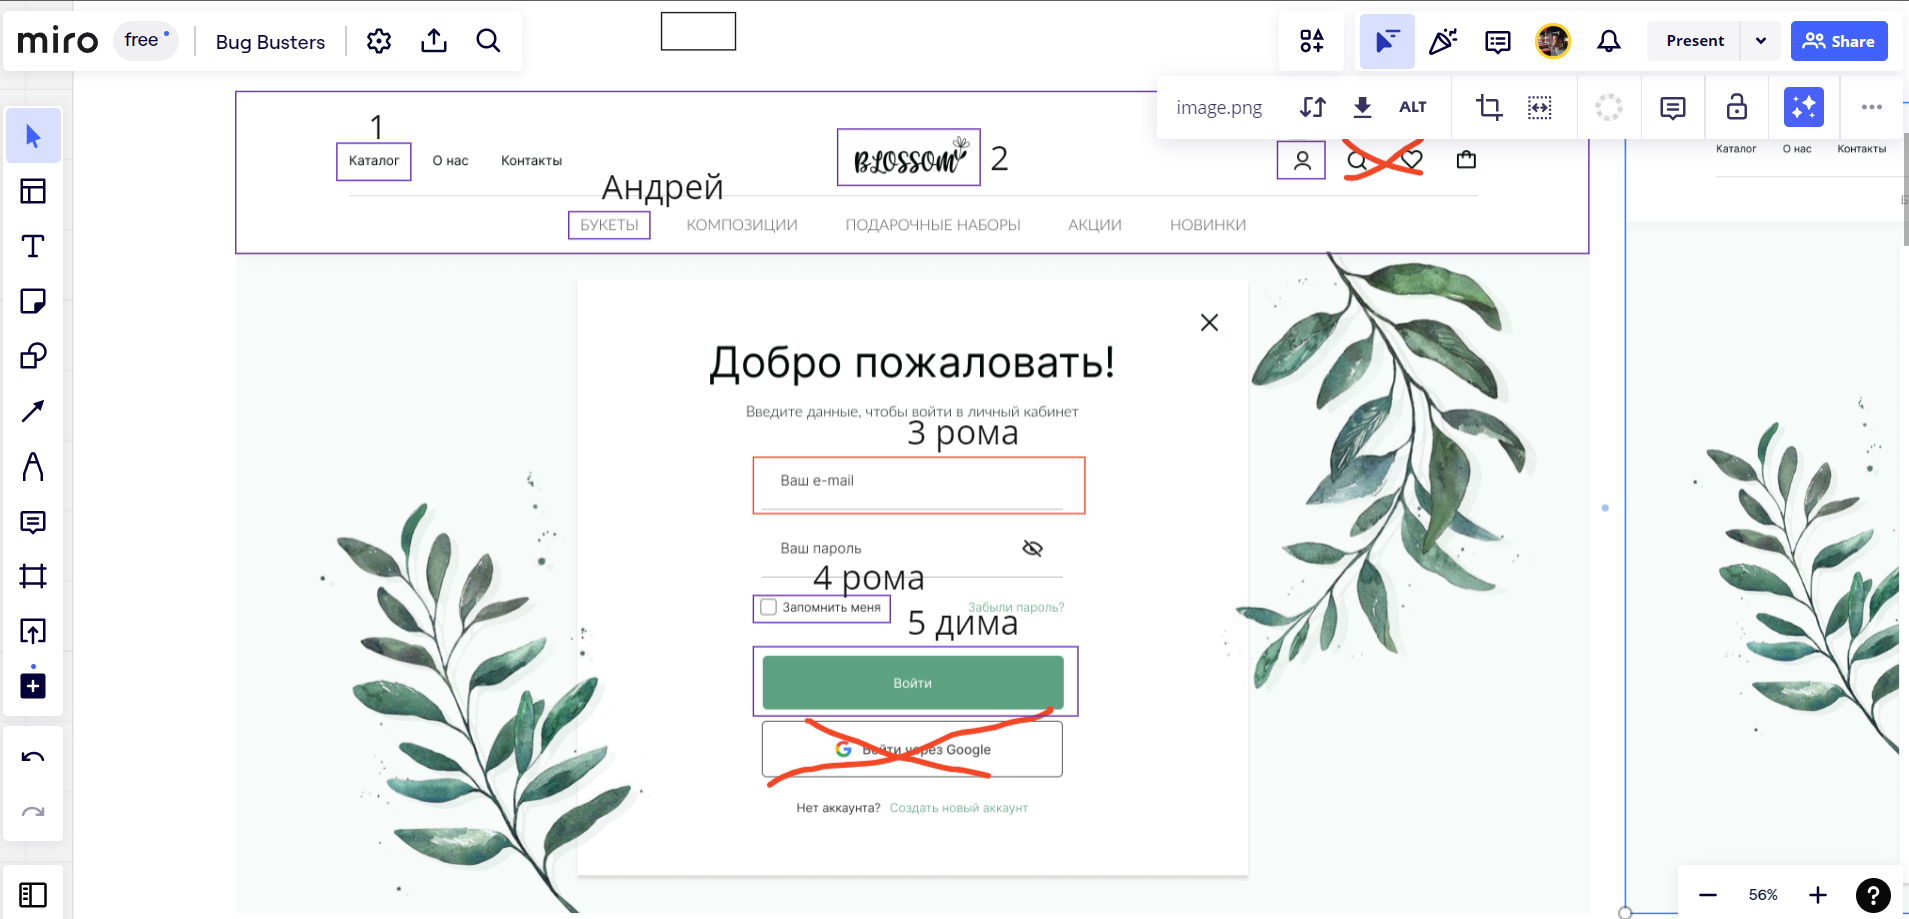 miro free Bug Busters Present Share
image.png ALT
1
Каталог О нас Контакты BLOSSOM 2
Андрей
БУКЕТЫ КОМПОЗИЦИИ ПОДАРОЧНЫЕ НАБОРЫ АКЦИИ НОВИНКИ
Каталог О нас Контакты
Добро пожаловать!
Введите данные, чтобы войти в личный кабинет
3 рома
Ваш e-mail
Ваш пароль
4 рома
Запомнить меня Забыли пароль?
5 дима
Войти
Войти через Google
Нет аккаунта? Создать новый аккаунт
56% ?